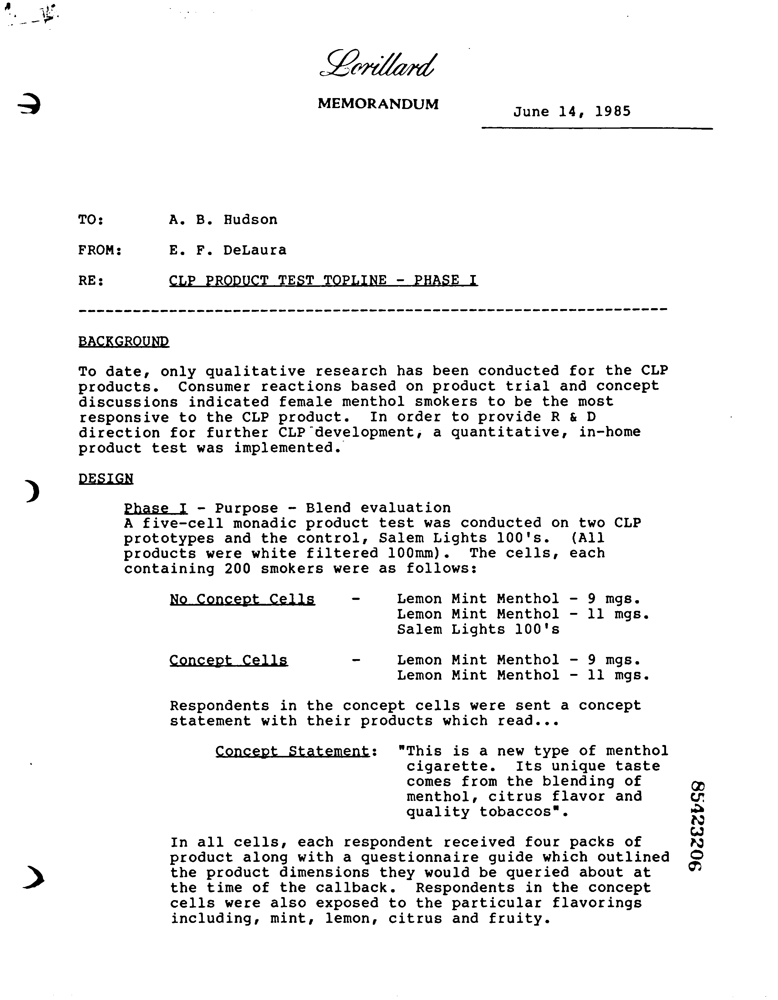 Lorillard
MEMORANDUM
June 14, 1985
TO: A. B. Hudson
FROM: E. F. DeLaura
RE: CLP PRODUCT TEST TOPLINE - PHASE I
BACKGROUND
To date, only qualitative research has been conducted for the CLP
products. Consumer reactions based on product trial and concept
discussions indicated female menthol smokers to be the most
responsive to the CLP product. In order to provide R & D
direction for further CLP development, a quantitative, in-home
product test was implemented.
DESIGN
Phase I - Purpose - Blend evaluation
A five-cell monadic product test was conducted on two CLP
prototypes and the control, Salem Lights 100's. (All
products were white filtered 100mm). The cells, each
containing 200 smokers were as follows:
No Concept Cells - Lemon Mint Menthol - 9 mgs.
Lemon Mint Menthol - 11 mgs.
Salem Lights 100's
Concept Cells - Lemon Mint Menthol - 9 mgs.
Lemon Mint Menthol - 11 mgs.
Respondents in the concept cells were sent a concept
statement with their products which read...
Concept Statement: "This is a new type of menthol
cigarette. Its unique taste
comes from the blending of
menthol, citrus flavor and
quality tobaccos".
In all cells, each respondent received four packs of
product along with a questionnaire guide which outlined
the product dimensions they would be queried about at
the time of the callback. Respondents in the concept
cells were also exposed to the particular flavorings
including, mint, lemon, citrus and fruity.
85423206